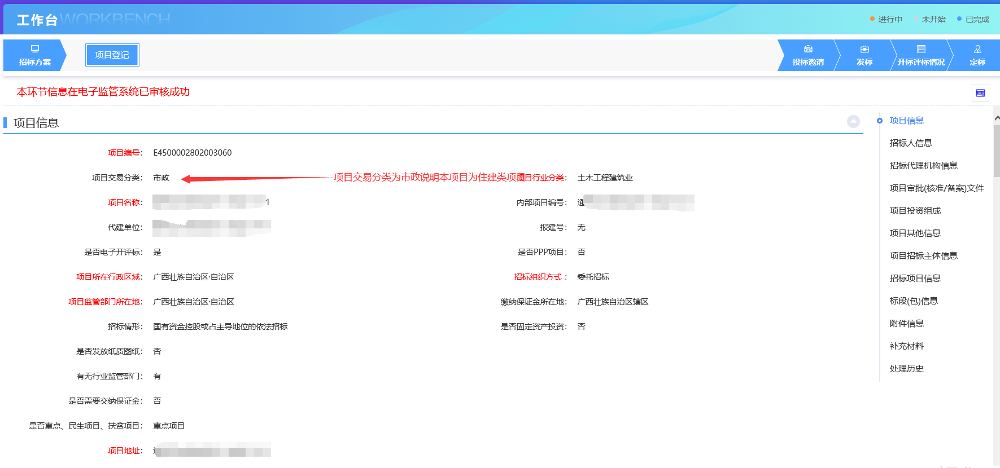 工作台WORKBENCH
进行中 未开始 已完成
招标方案 项目登记 投标邀请 发标 开标评标情况 定标
本环节信息在电子监管系统已审核成功
项目信息
项目编号： E4500002802003060
项目交易分类： 市政 项目交易分类为市政说明本项目为住建类项目 项目行业分类： 土木工程建筑业
项目名称： 1 内部项目编号： 通
代建单位： 报建号： 无
是否电子开评标： 是 是否PPP项目： 否
项目所在行政区域： 广西壮族自治区·自治区 招标组织方式： 委托招标
项目监管部门所在地： 广西壮族自治区·自治区 缴纳保证金所在地： 广西壮族自治区辖区
招标情形： 国有资金控股或占主导地位的依法招标 是否固定资产投资： 否
是否发放纸质图纸： 否
有无行业监管部门： 有
是否需要交纳保证金： 否
是否重点、民生项目、扶贫项目： 重点项目
项目地址：
项目信息
招标人信息
招标代理机构信息
项目审批(核准/备案)文件
项目投资组成
项目其他信息
项目招标主体信息
招标项目信息
标段(包)信息
附件信息
补充材料
处理历史